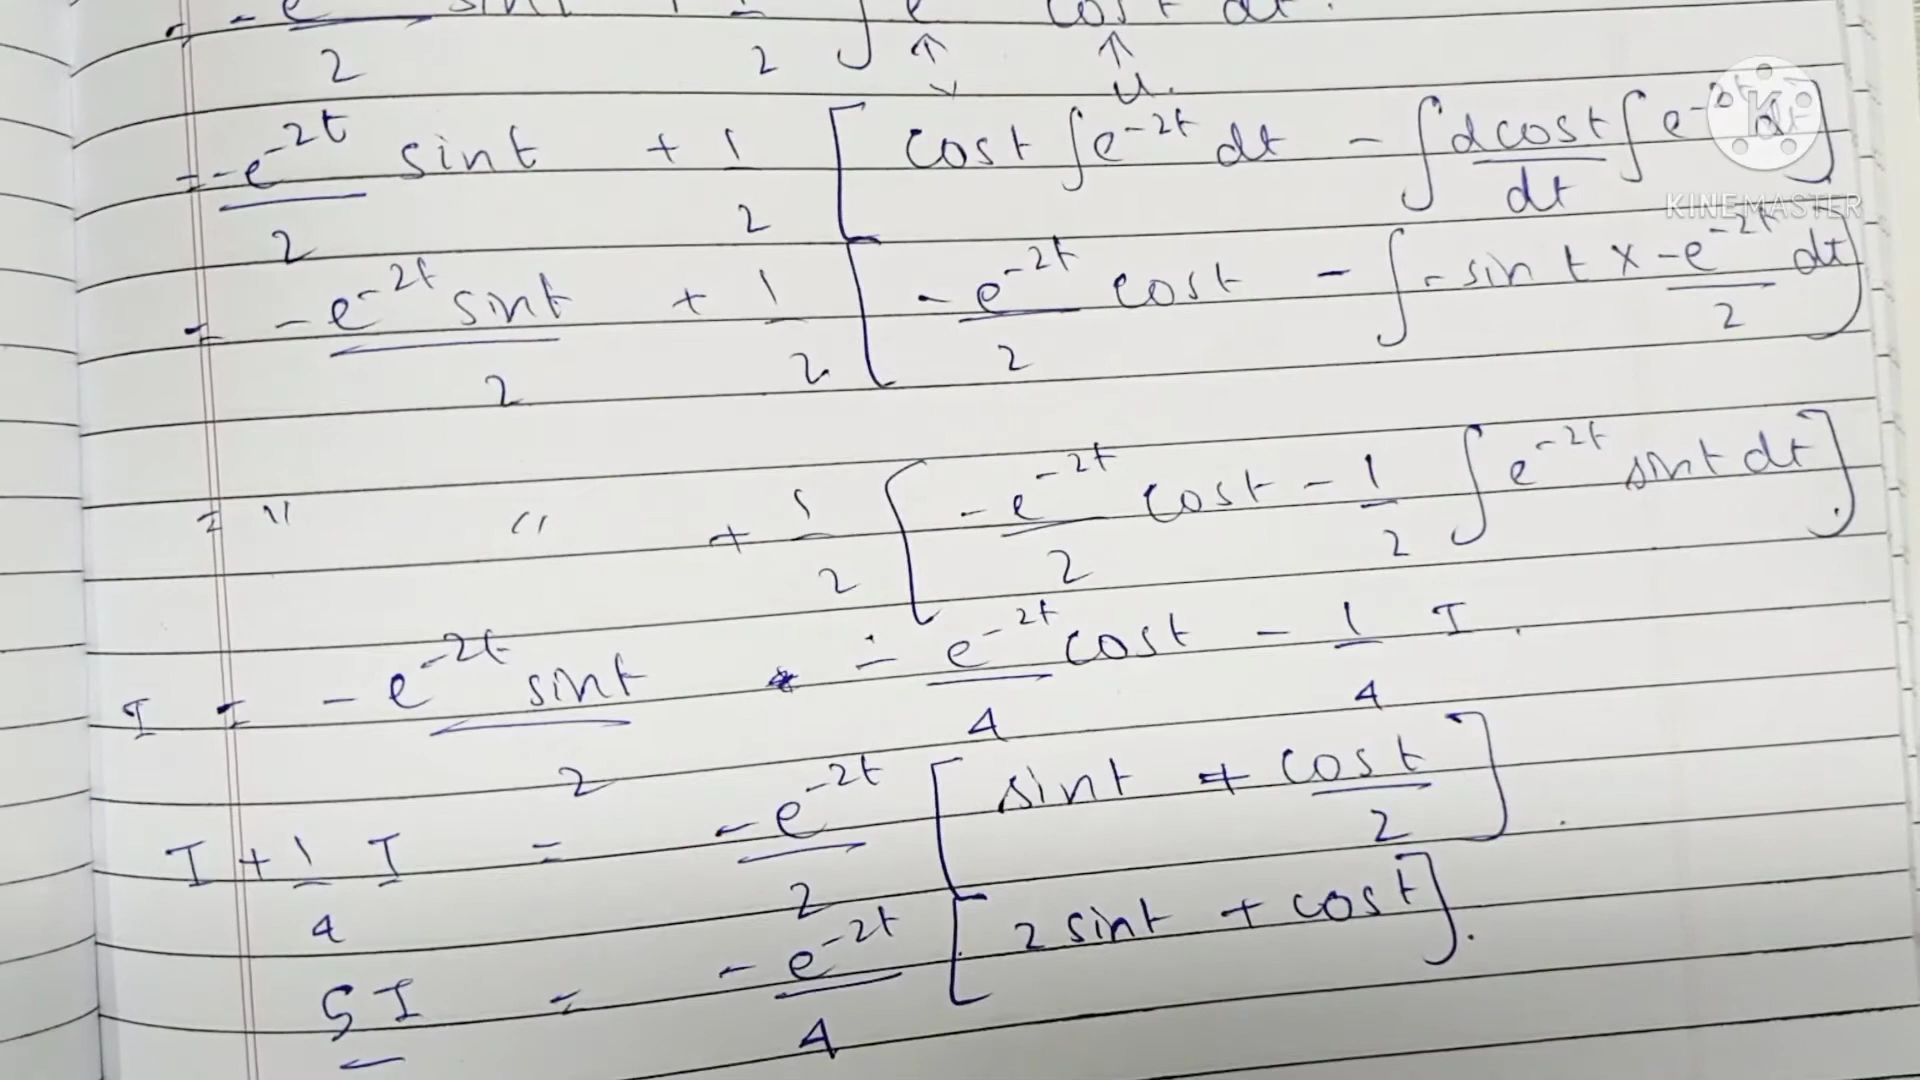 = -e^{-2t}/2 sint + 1/2 ∫ e cost dt.
↑ v ↑ u.
= -e^{-2t}/2 sint + 1/2 [cost ∫e^{-2t} dt - ∫ dcost/dt ∫e^{-2t} dt]
KINEMASTER
= -e^{-2t} sint/2 + 1/2 [-e^{-2t}/2 cost - ∫ -sint x -e^{-2t}/2 dt]
= " " + 1/2 [-e^{-2t}/2 cost - 1/2 ∫ e^{-2t} sint dt].
I = -e^{-2t} sint/2 - e^{-2t}/4 cost - 1/4 I.
I + 1/4 I = -e^{-2t}/2 [sint + cost/2].
5I = -e^{-2t}/4 [2 sint + cost].